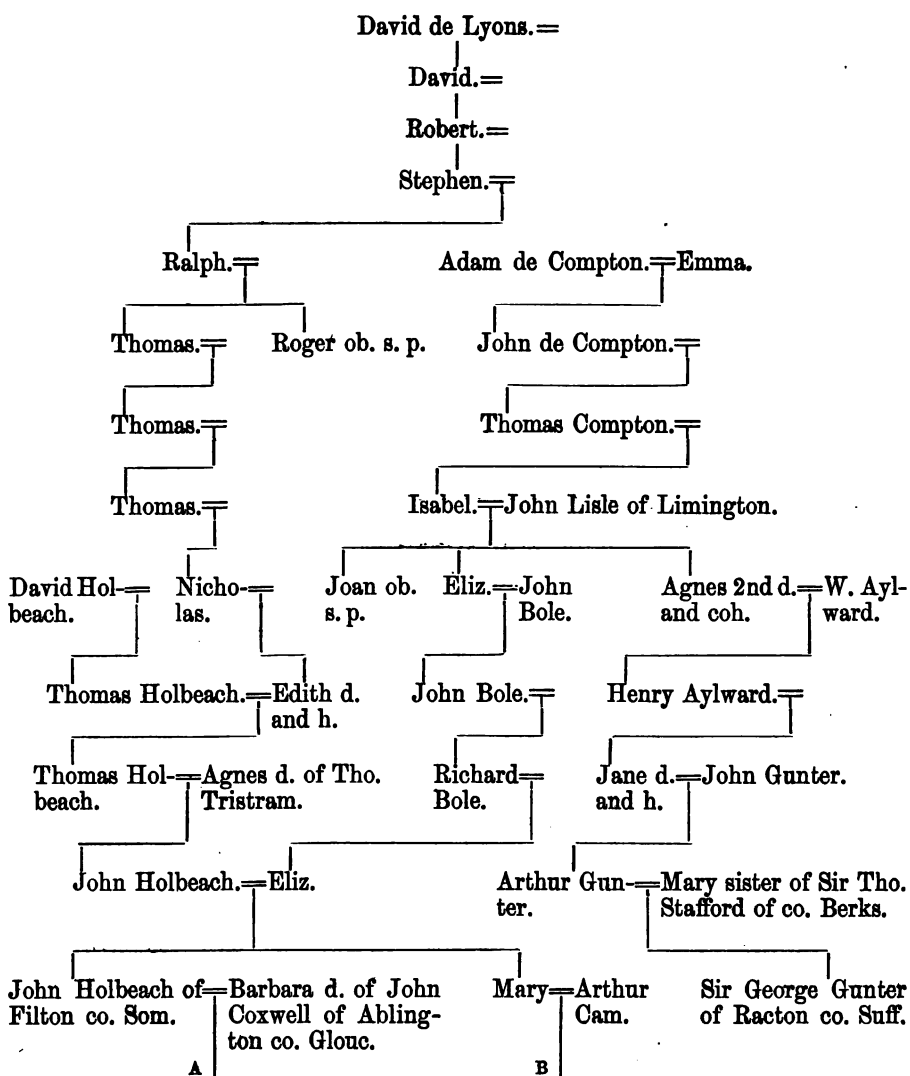 David de Lyons.=
David.=
Robert.=
Stephen.=
Ralph.=
Adam de Compton.=Emma.
Thomas.=
Roger ob. s. p.
John de Compton.=
Thomas.=
Thomas Compton.=
Thomas.=
Isabel.=John Lisle of Limington.
David Hol-=
beach.
Nicho-=
las.
Joan ob.
s. p.
Eliz.=John
Bole.
Agnes 2nd d.=W. Ayl-
and coh. ward.
Thomas Holbeach.=Edith d.
and h.
John Bole.=
Henry Aylward.=
Thomas Hol-=Agnes d. of Tho.
beach. Tristram.
Richard=
Bole.
Jane d.=John Gunter.
and h.
John Holbeach.=Eliz.
Arthur Gun-=Mary sister of Sir Tho.
ter. Stafford of co. Berks.
John Holbeach of=Barbara d. of John
Filton co. Som. Coxwell of Abling-
ton co. Glouc.
Mary=Arthur
Cam.
Sir George Gunter
of Racton co. Suff.
A
B